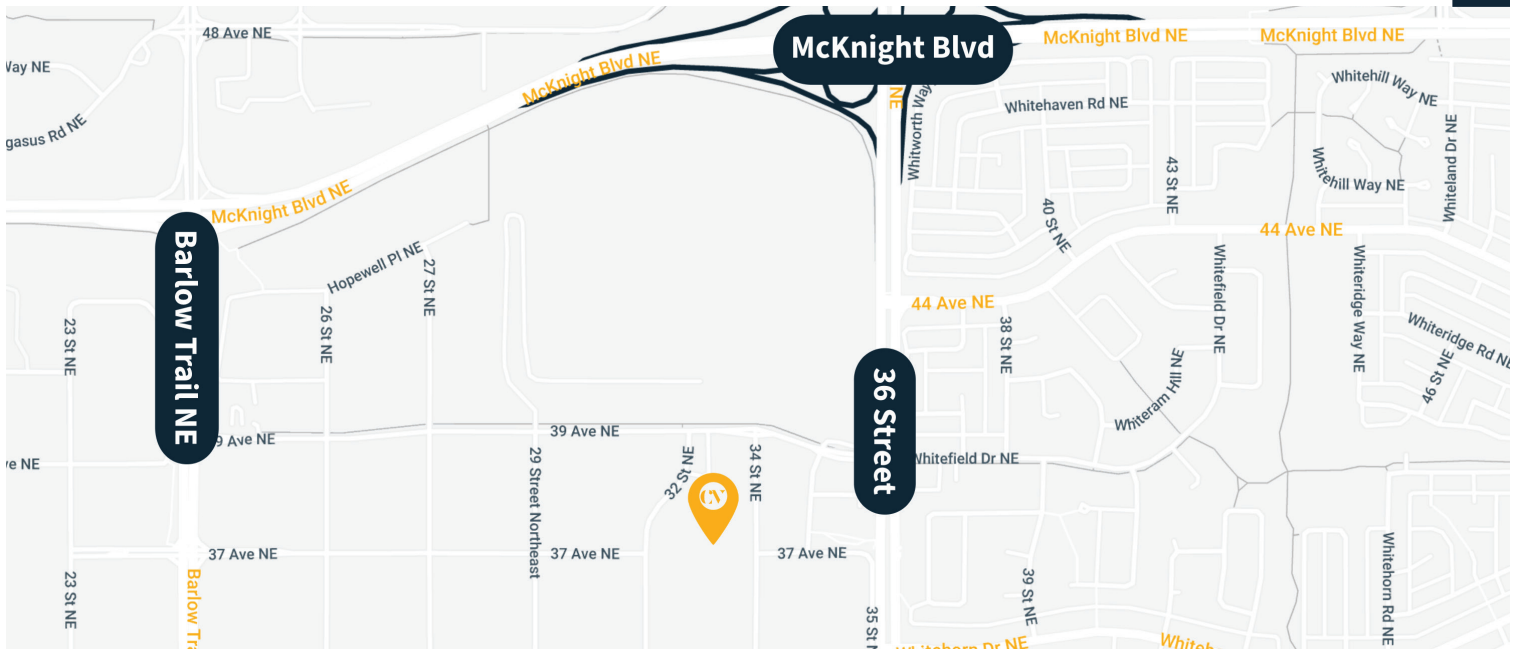 48 Ave NE
McKnight Blvd
McKnight Blvd NE
McKnight Blvd NE
McKnight Blvd NE
NE
Whitehill Way NE
Whitehaven Rd NE
Whitworth Way
Whiteland Dr NE
gasus Rd NE
43 St NE
Whitehill Way NE
McKnight Blvd NE
40 St NE
44 Ave NE
Barlow Trail NE
Hopewell Pl NE
27 St NE
Whitefield Dr NE
Whiteridge Way NE
44 Ave NE
26 St NE
23 St NE
38 St NE
Whiteridge Rd NE
Whiteram Hill NE
46 St NE
36 Street
39 Ave NE
9 Ave NE
Whitefield Dr NE
ve NE
29 Street Northeast
32 St NE
34 St NE
CV
37 Ave NE
37 Ave NE
37 Ave NE
23 St NE
Barlow Tra
39 St NE
35 St N
Whitehorn Rd NE
Whitehorn Dr NE
Whiteh